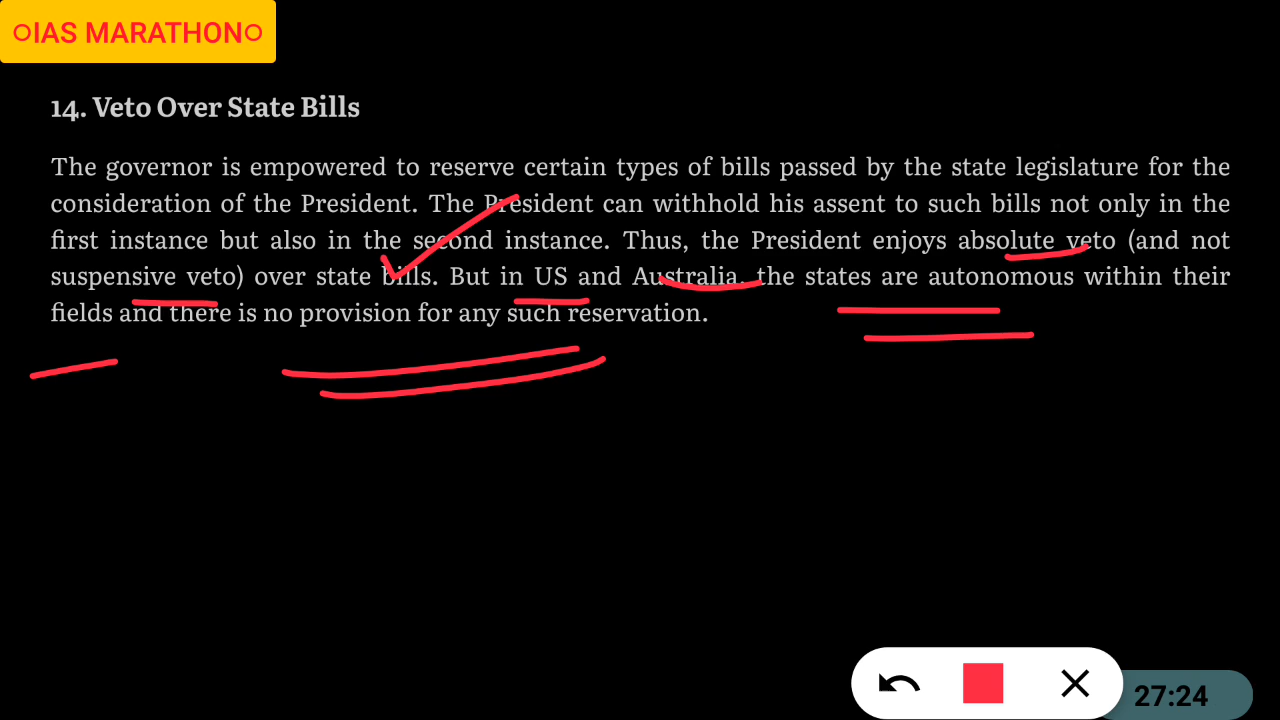 ○IAS MARATHON○
14. Veto Over State Bills
The governor is empowered to reserve certain types of bills passed by the state legislature for the
consideration of the President. The President can withhold his assent to such bills not only in the
first instance but also in the second instance. Thus, the President enjoys absolute veto (and not
suspensive veto) over state bills. But in US and Australia, the states are autonomous within their
fields and there is no provision for any such reservation.
27:24